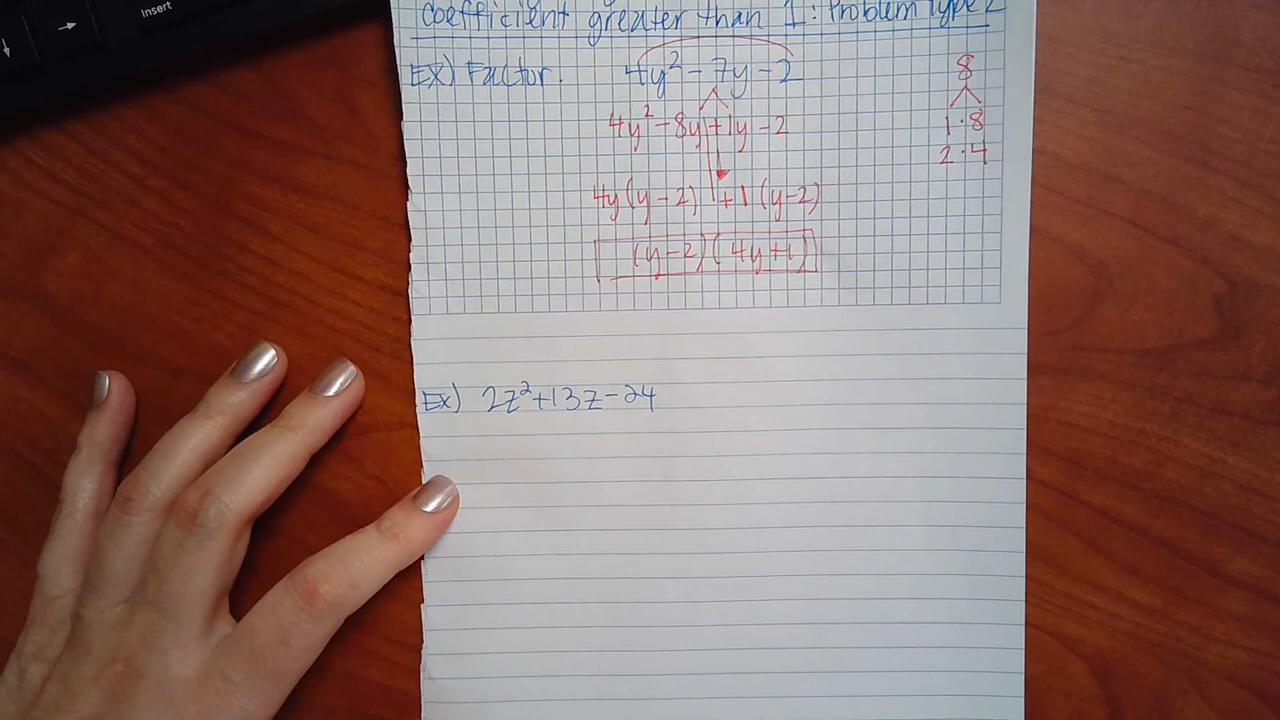 Insert
↓ →
coefficient greater than 1: Problem Type 2
Ex) Factor. 4y² - 7y - 2
8
4y² - 8y + 1y - 2
1·8
2·4
4y(y-2) + 1(y-2)
(y-2)(4y+1)
Ex) 2z²+13z-24